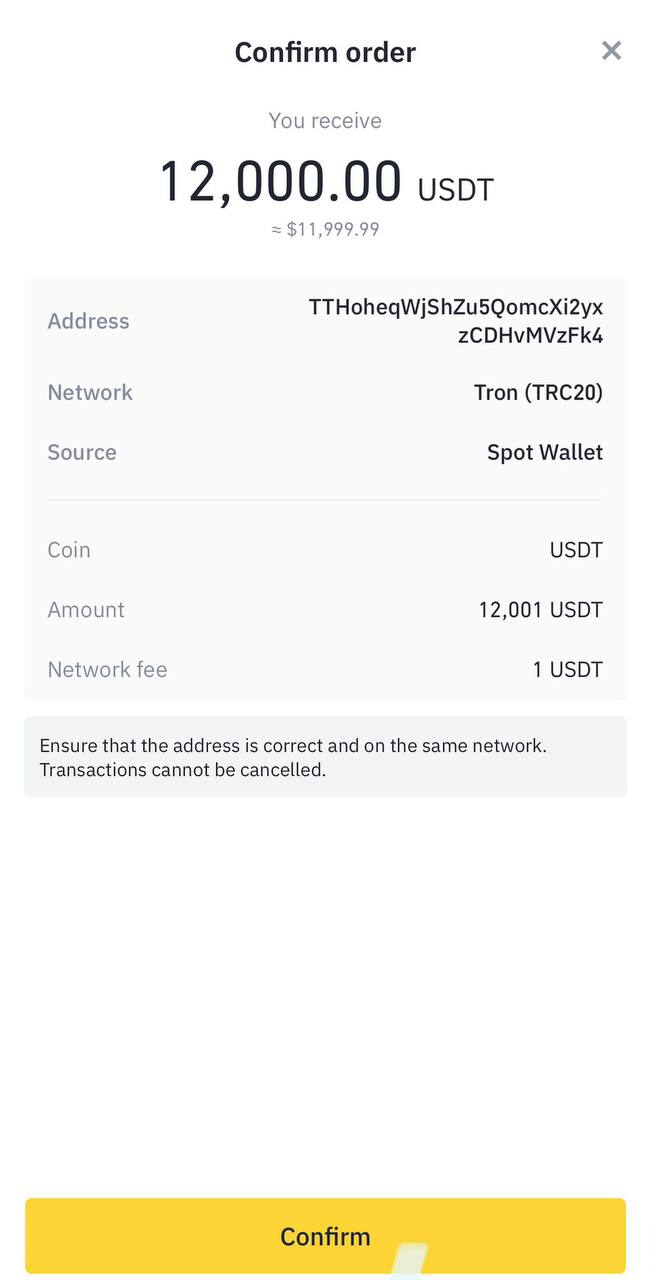 Confirm order
You receive
12,000.00 USDT
≈ $11,999.99
Address
TTHoheqWjShZu5QomcXi2yx
zCDHvMVzFk4
Network
Tron (TRC20)
Source
Spot Wallet
Coin
USDT
Amount
12,001 USDT
Network fee
1 USDT
Ensure that the address is correct and on the same network.
Transactions cannot be cancelled.
Confirm